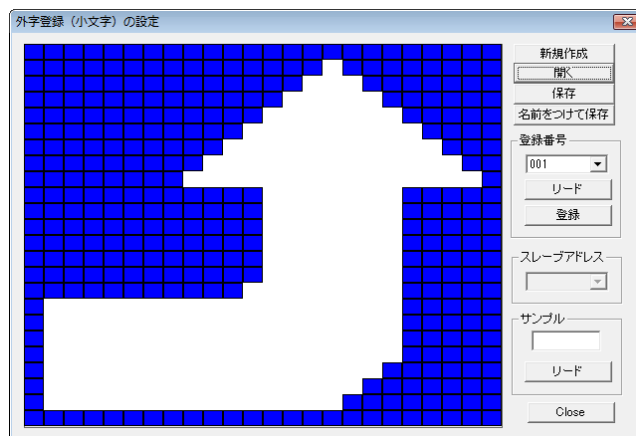 外字登録（小文字）の設定
新規作成
開く
保存
名前をつけて保存
登録番号
001
リード
登録
スレーブアドレス
サンプル
リード
Close